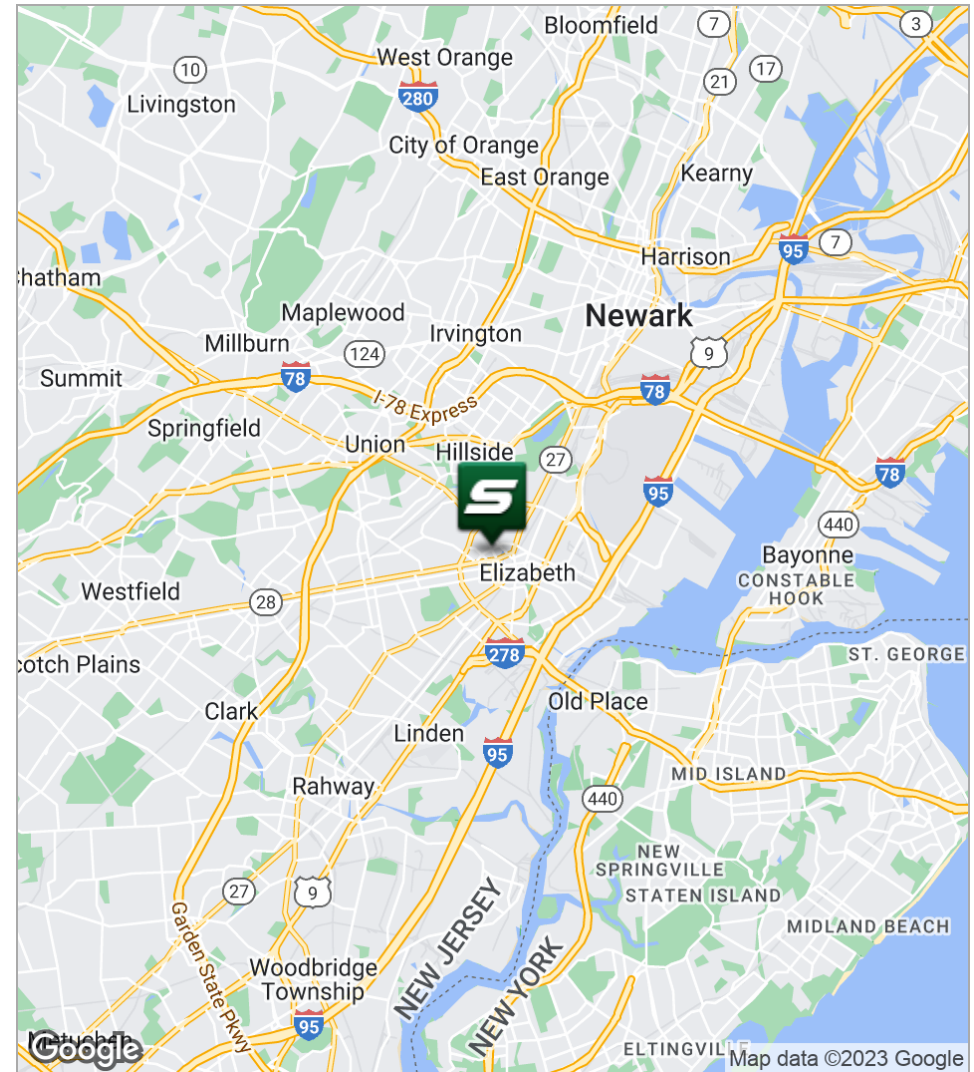 Bloomfield
7
3
West Orange
10
17
21
280
Livingston
City of Orange
East Orange
Kearny
95
7
Harrison
Chatham
Maplewood
Newark
Irvington
Millburn
124
9
78
78
Summit
I-78 Express
Springfield
Union
Hillside
27
78
95
S
440
Bayonne
Elizabeth
CONSTABLE
HOOK
Westfield
28
278
ST. GEORGE
cotch Plains
Old Place
Clark
Linden
95
MID ISLAND
Rahway
440
NEW
SPRINGVILLE
27
9
STATEN ISLAND
NEW JERSEY
MIDLAND BEACH
Garden State Pkwy
NEW YORK
Woodbridge
Township
95
Metuchen
Google
ELTINGVILLE
Map data ©2023 Google